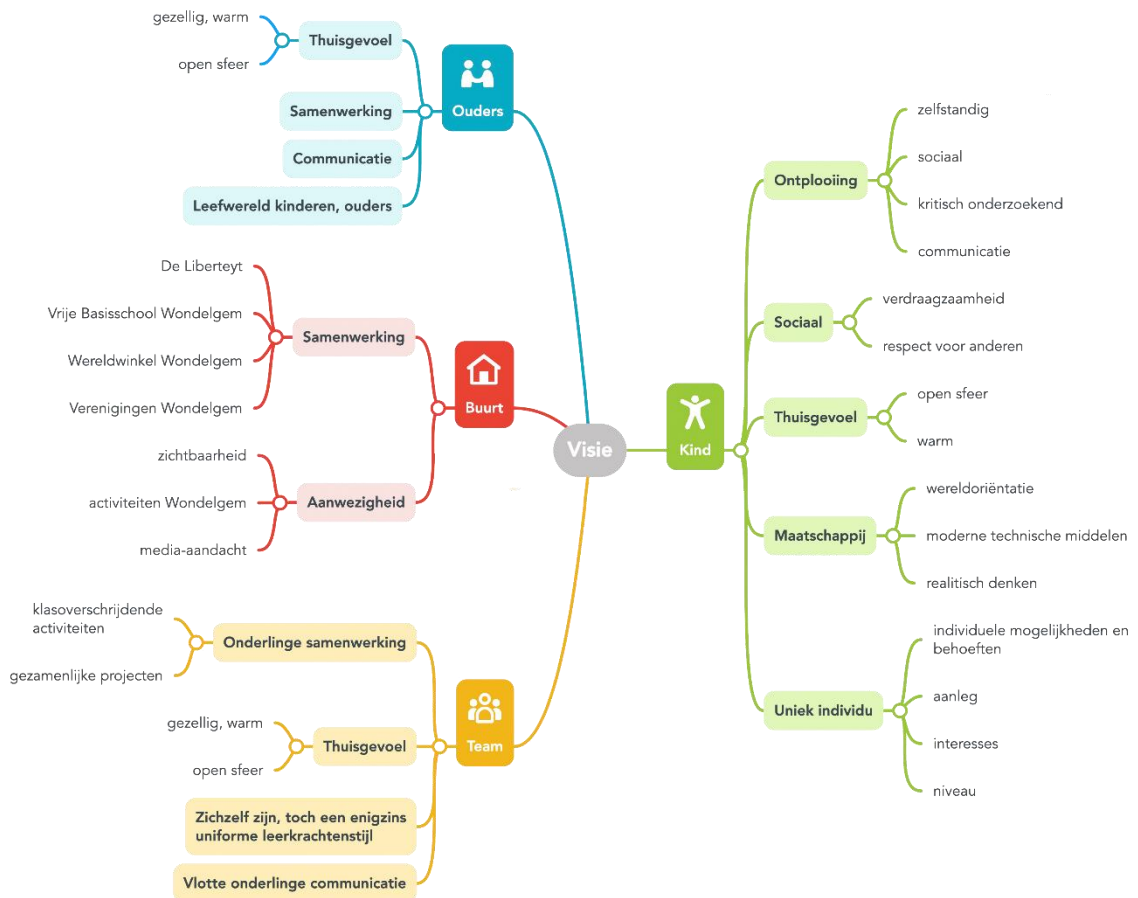 gezellig, warm
open sfeer
Thuisgevoel
Samenwerking
Communicatie
Leefwereld kinderen, ouders
Ouders
De Liberteyt
Vrije Basisschool Wondelgem
Wereldwinkel Wondelgem
Verenigingen Wondelgem
Samenwerking
zichtbaarheid
activiteiten Wondelgem
media-aandacht
Aanwezigheid
Buurt
klasoverschrijdende
activiteiten
gezamenlijke projecten
Onderlinge samenwerking
gezellig, warm
open sfeer
Thuisgevoel
Zichzelf zijn, toch een enigzins
uniforme leerkrachtenstijl
Vlotte onderlinge communicatie
Team
Visie
Kind
Ontplooiing
zelfstandig
sociaal
kritisch onderzoekend
communicatie
Sociaal
verdraagzaamheid
respect voor anderen
Thuisgevoel
open sfeer
warm
Maatschappij
wereldoriëntatie
moderne technische middelen
realitisch denken
Uniek individu
individuele mogelijkheden en
behoeften
aanleg
interesses
niveau